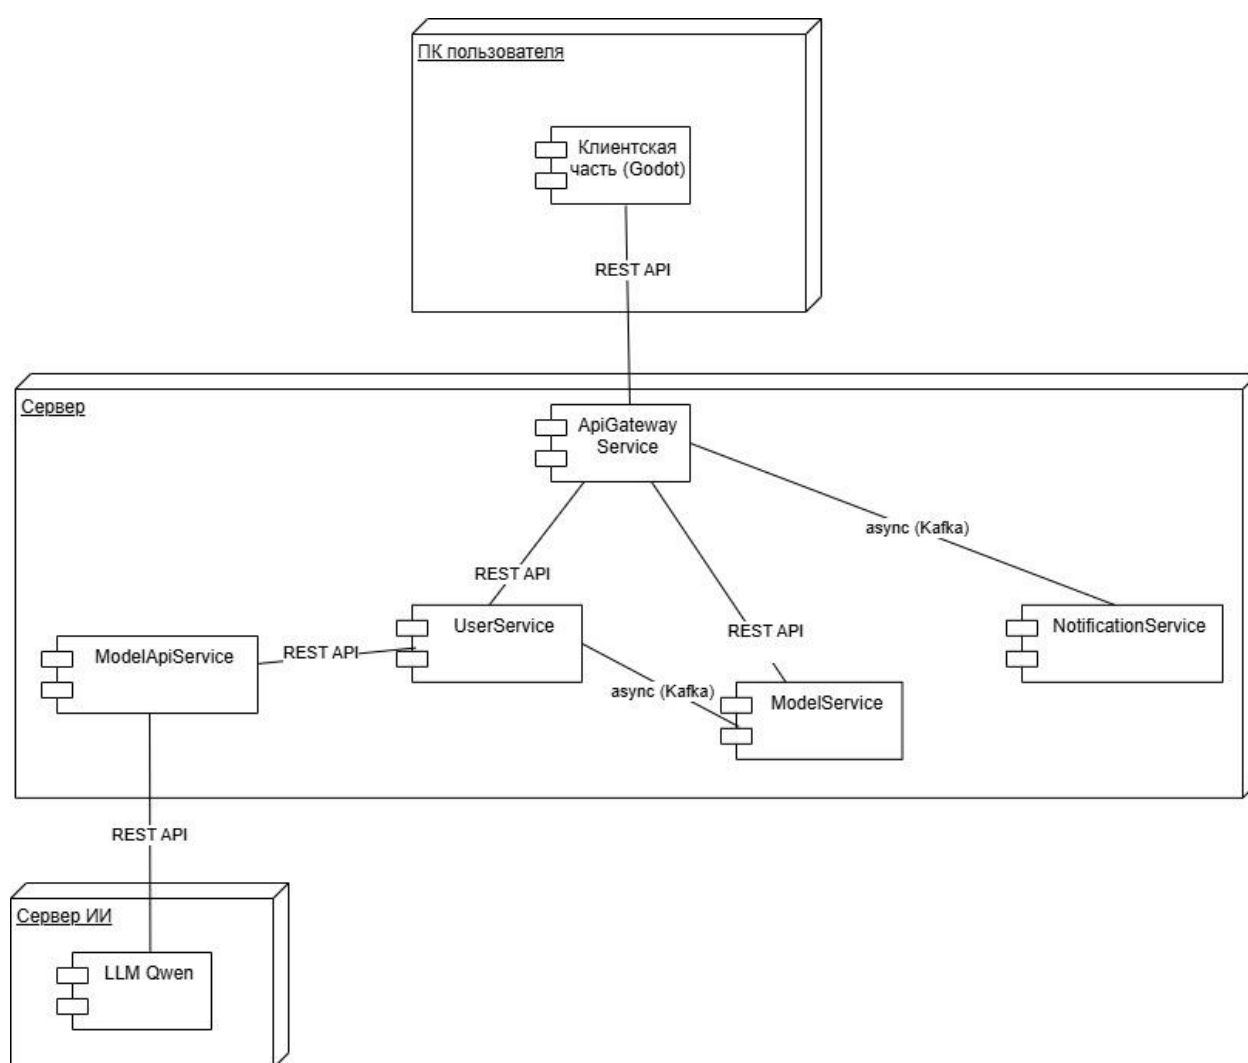 ПК пользователя
Клиентская
часть (Godot)
REST API
Сервер
ApiGateway
Service
async (Kafka)
REST API
UserService
NotificationService
REST API
ModelApiService
REST API
async (Kafka)
ModelService
REST API
Сервер ИИ
LLM Qwen